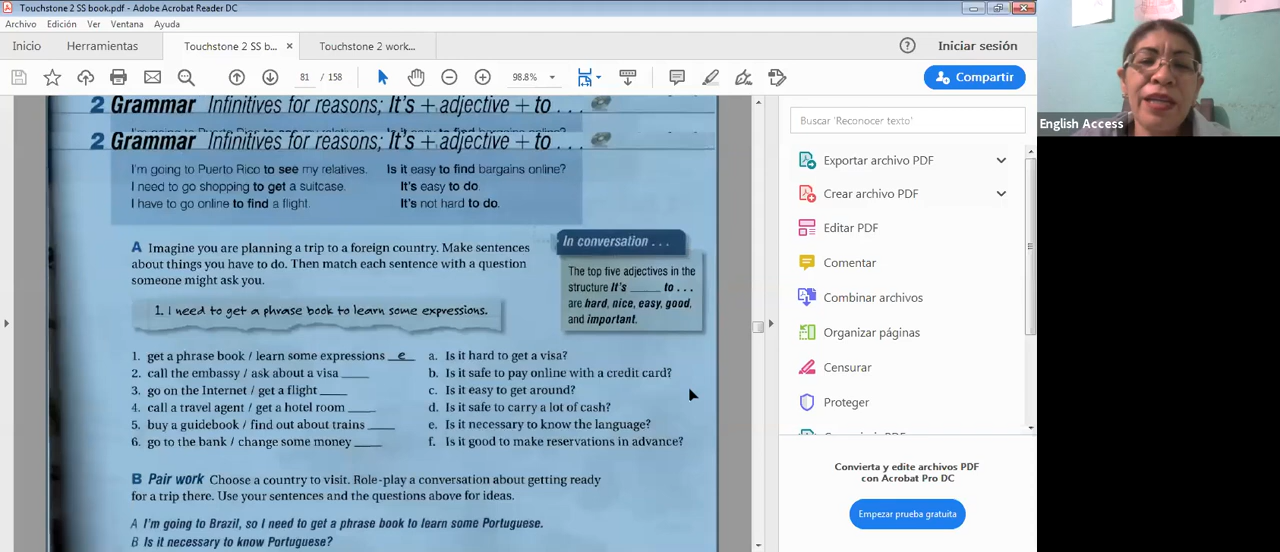 Touchstone 2 SS book.pdf - Adobe Acrobat Reader DC
Archivo Edición Ver Ventana Ayuda
Inicio Herramientas Touchstone 2 SS b... × Touchstone 2 work... Iniciar sesión
81 / 158 98.8% Compartir
2 Grammar Infinitives for reasons; It's + adjective + to . . .
2 Grammar Infinitives for reasons; It's + adjective + to . . .
I'm going to Puerto Rico to see my relatives. Is it easy to find bargains online?
I need to go shopping to get a suitcase. It's easy to do.
I have to go online to find a flight. It's not hard to do.
A Imagine you are planning a trip to a foreign country. Make sentences
about things you have to do. Then match each sentence with a question
someone might ask you.
1. I need to get a phrase book to learn some expressions.
In conversation . . .
The top five adjectives in the
structure It's ____ to . . .
are hard, nice, easy, good,
and important.
1. get a phrase book / learn some expressions e
2. call the embassy / ask about a visa ____
3. go on the Internet / get a flight ____
4. call a travel agent / get a hotel room ____
5. buy a guidebook / find out about trains ____
6. go to the bank / change some money ____
a. Is it hard to get a visa?
b. Is it safe to pay online with a credit card?
c. Is it easy to get around?
d. Is it safe to carry a lot of cash?
e. Is it necessary to know the language?
f. Is it good to make reservations in advance?
B Pair work Choose a country to visit. Role-play a conversation about getting ready
for a trip there. Use your sentences and the questions above for ideas.
A I'm going to Brazil, so I need to get a phrase book to learn some Portuguese.
B Is it necessary to know Portuguese?
Buscar 'Reconocer texto'
Exportar archivo PDF
Crear archivo PDF
Editar PDF
Comentar
Combinar archivos
Organizar páginas
Censurar
Proteger
Convierta y edite archivos PDF
con Acrobat Pro DC
Empezar prueba gratuita
English Access